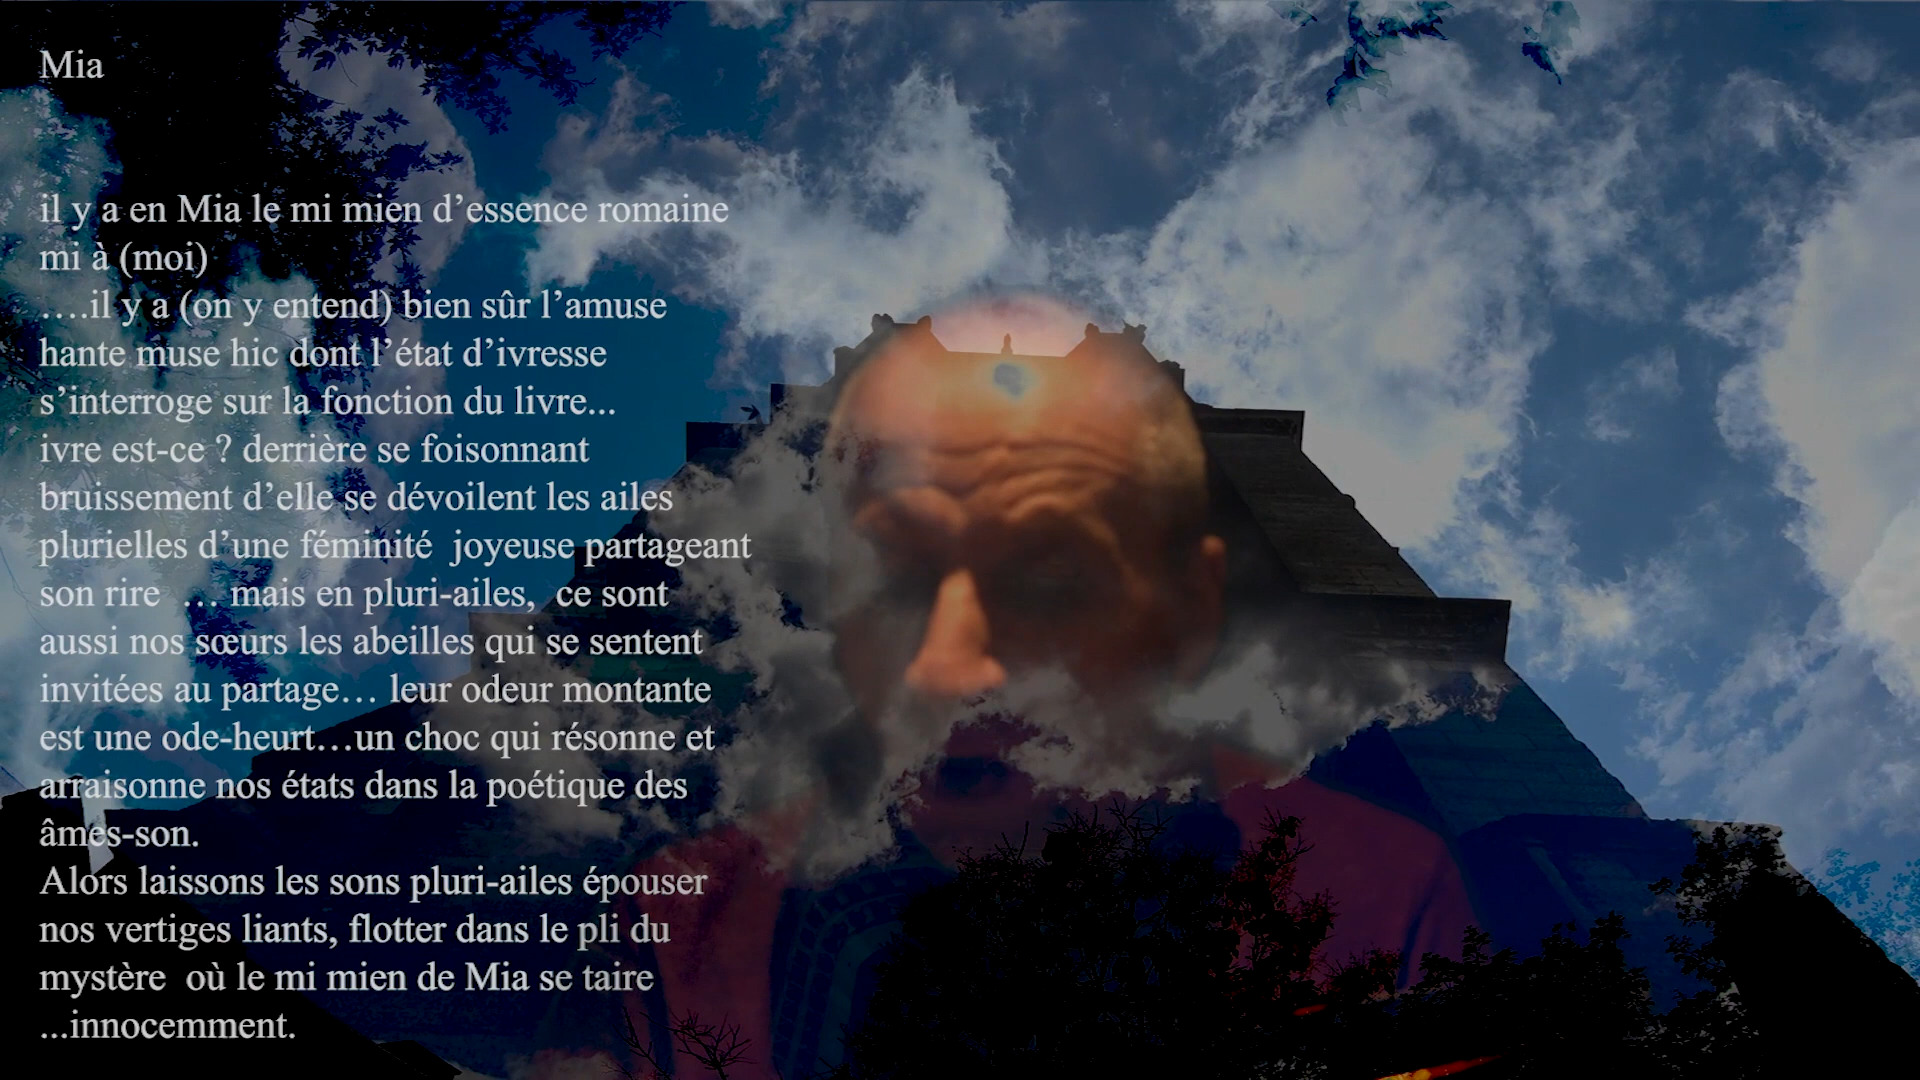 Mia
il y a en Mia le mi mien d’essence romaine
mi à (moi)
….il y a (on y entend) bien sûr l’amuse
hante muse hic dont l’état d’ivresse
s’interroge sur la fonction du livre...
ivre est-ce ? derrière se foisonnant
bruissement d’elle se dévoilent les ailes
plurielles d’une féminité  joyeuse partageant
son rire  … mais en pluri-ailes,  ce sont
aussi nos sœurs les abeilles qui se sentent
invitées au partage… leur odeur montante
est une ode-heurt…un choc qui résonne et
arraisonne nos états dans la poétique des
âmes-son.
Alors laissons les sons pluri-ailes épouser
nos vertiges liants, flotter dans le pli du
mystère  où le mi mien de Mia se taire
...innocemment.